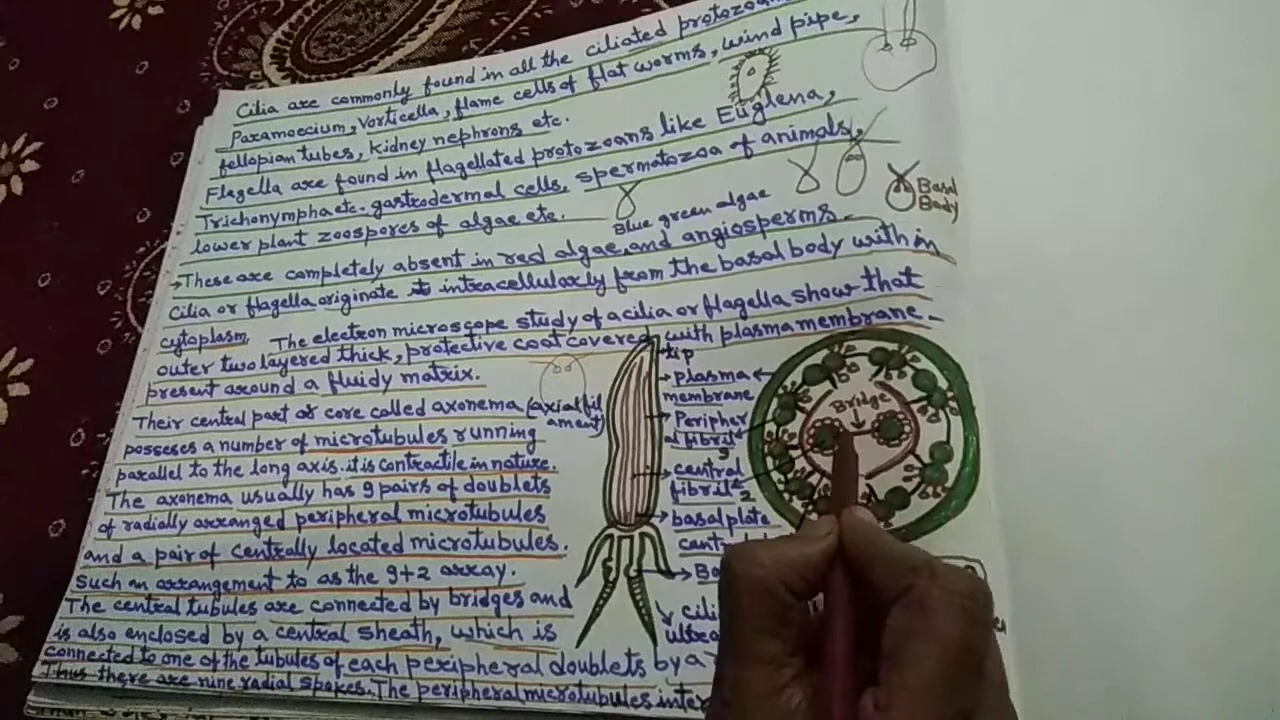 Cilia are commonly found in all the ciliated protozoans
Paramoecium, Vorticella, flame cells of flat worms, wind pipe,
fellopian tubes, kidney nephrons etc.
Flagella are found in flagellated protozoans like Euglena,
Trichonympha etc. gastrodermal cells, spermatozoa of animals,
lower plant zoospores of algae etc.
Blue green algae
Basal
Body
→These are completely absent in red algae, and angiosperms.
Cilia or flagella originate intracellularly from the basal body with in
cytoplasm. The electron microscope study of a cilia or flagella show that
outer two layered thick, protective coat covered with plasma membrane
present around a fluidy matrix.
Their central part or core called axonema (axial fil
ament)
posseses a number of microtubules running
parallel to the long axis. it is contractile in nature.
The axonema usually has 9 pairs of doublets
of radially arranged peripheral microtubules
and a pair of centrally located microtubules.
Such an arrangement to as the 9+2 array.
The central tubules are connected by bridges and
is also enclosed by a central sheath, which is
connected to one of the tubules of each peripheral doublets by a
Thus there are nine radial spokes. The peripheral microtubules inter
tip
plasma
membrane
Peripher
al fibril
9
central
fibril 2
basal plate
Bridge